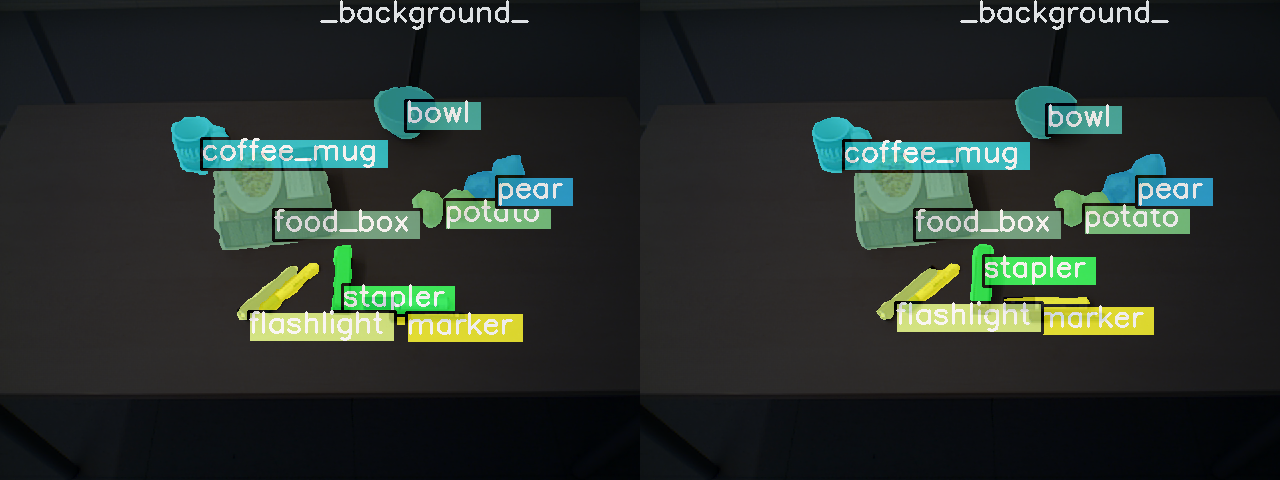 _background_
bowl
coffee_mug
pear
potato
food_box
stapler
flashlight
marker
_background_
bowl
coffee_mug
pear
potato
food_box
stapler
flashlight
marker